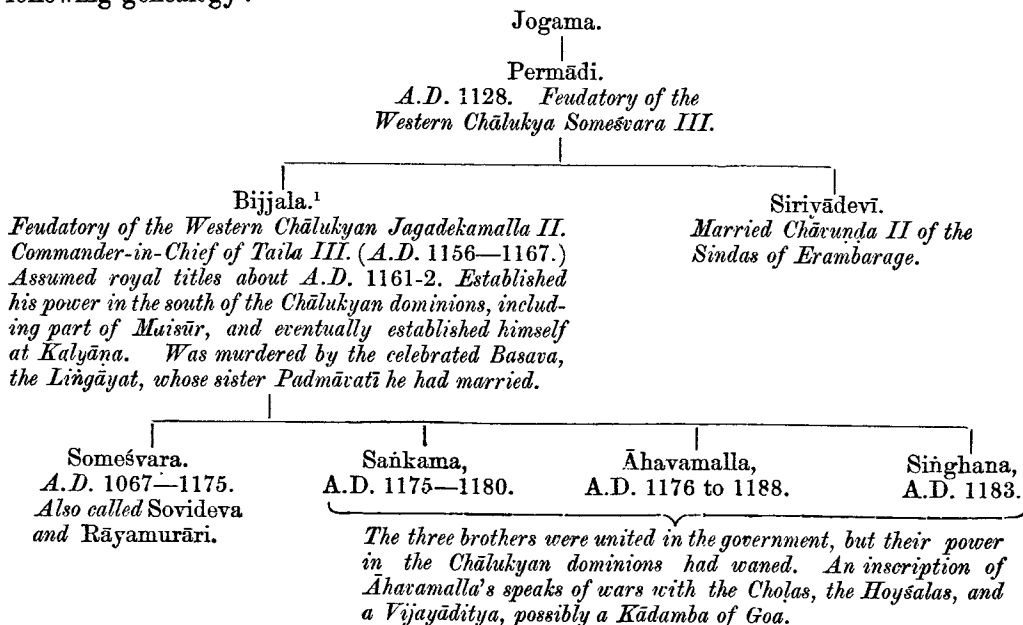 following genealogy :—
Jogama.
Permādi.
A.D. 1128. Feudatory of the
Western Chālukya Someśvara III.
Bijjala.¹
Feudatory of the Western Chālukyan Jagadekamalla II.
Commander-in-Chief of Taila III. (A.D. 1156—1167.)
Assumed royal titles about A.D. 1161-2. Established
his power in the south of the Chālukyan dominions, includ-
ing part of Maisūr, and eventually established himself
at Kalyāṇa. Was murdered by the celebrated Basava,
the Liṅgāyat, whose sister Padmāvatī he had married.
Siriyādevī.
Married Chāvuṇḍa II of the
Sindas of Erambarage.
Someśvara.
A.D. 1067—1175.
Also called Sovideva
and Rāyamurāri.
Saṅkama,
A.D. 1175—1180.
Āhavamalla,
A.D. 1176 to 1188.
Siṅghana,
A.D. 1183.
The three brothers were united in the government, but their power
in the Chālukyan dominions had waned. An inscription of
Āhavamalla's speaks of wars with the Choḷas, the Hoyśalas, and
a Vijayāditya, possibly a Kādamba of Goa.